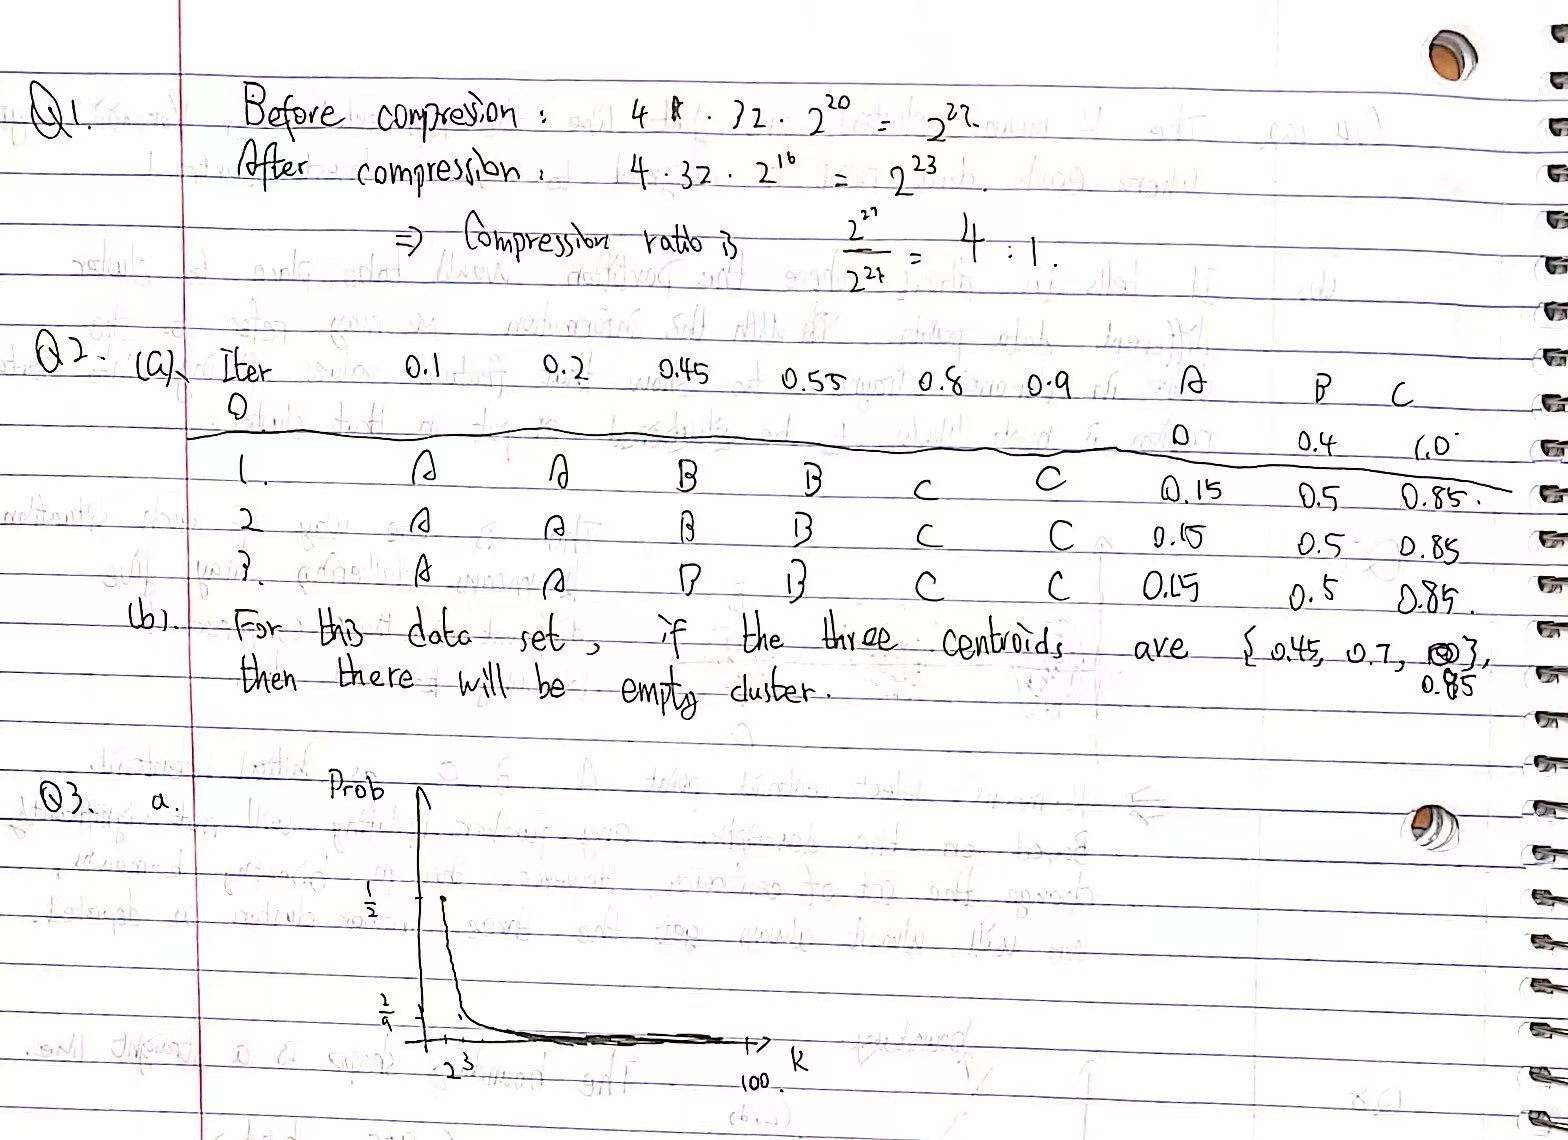 Q1. Before compresion : 4 · 32 · 2^20 = 2^27.
After compression : 4 · 32 · 2^16 = 2^23.
⇒ Compression ratio is 2^27 / 2^23 = 4 : 1.
Q2. (a). Iter 0.1 0.2 0.45 0.55 0.8 0.9 A B C
0 0 0.4 1.0
1. A A B B C C 0.15 0.5 0.85.
2 A A B B C C 0.15 0.5 0.85
3. A A B B C C 0.15 0.5 0.85.
(b). For this data set, if the three centroids are {0.45, 0.7, },
0.85
then there will be empty cluster.
Q3. a. Prob
1/2
2/9
2 3 100. k